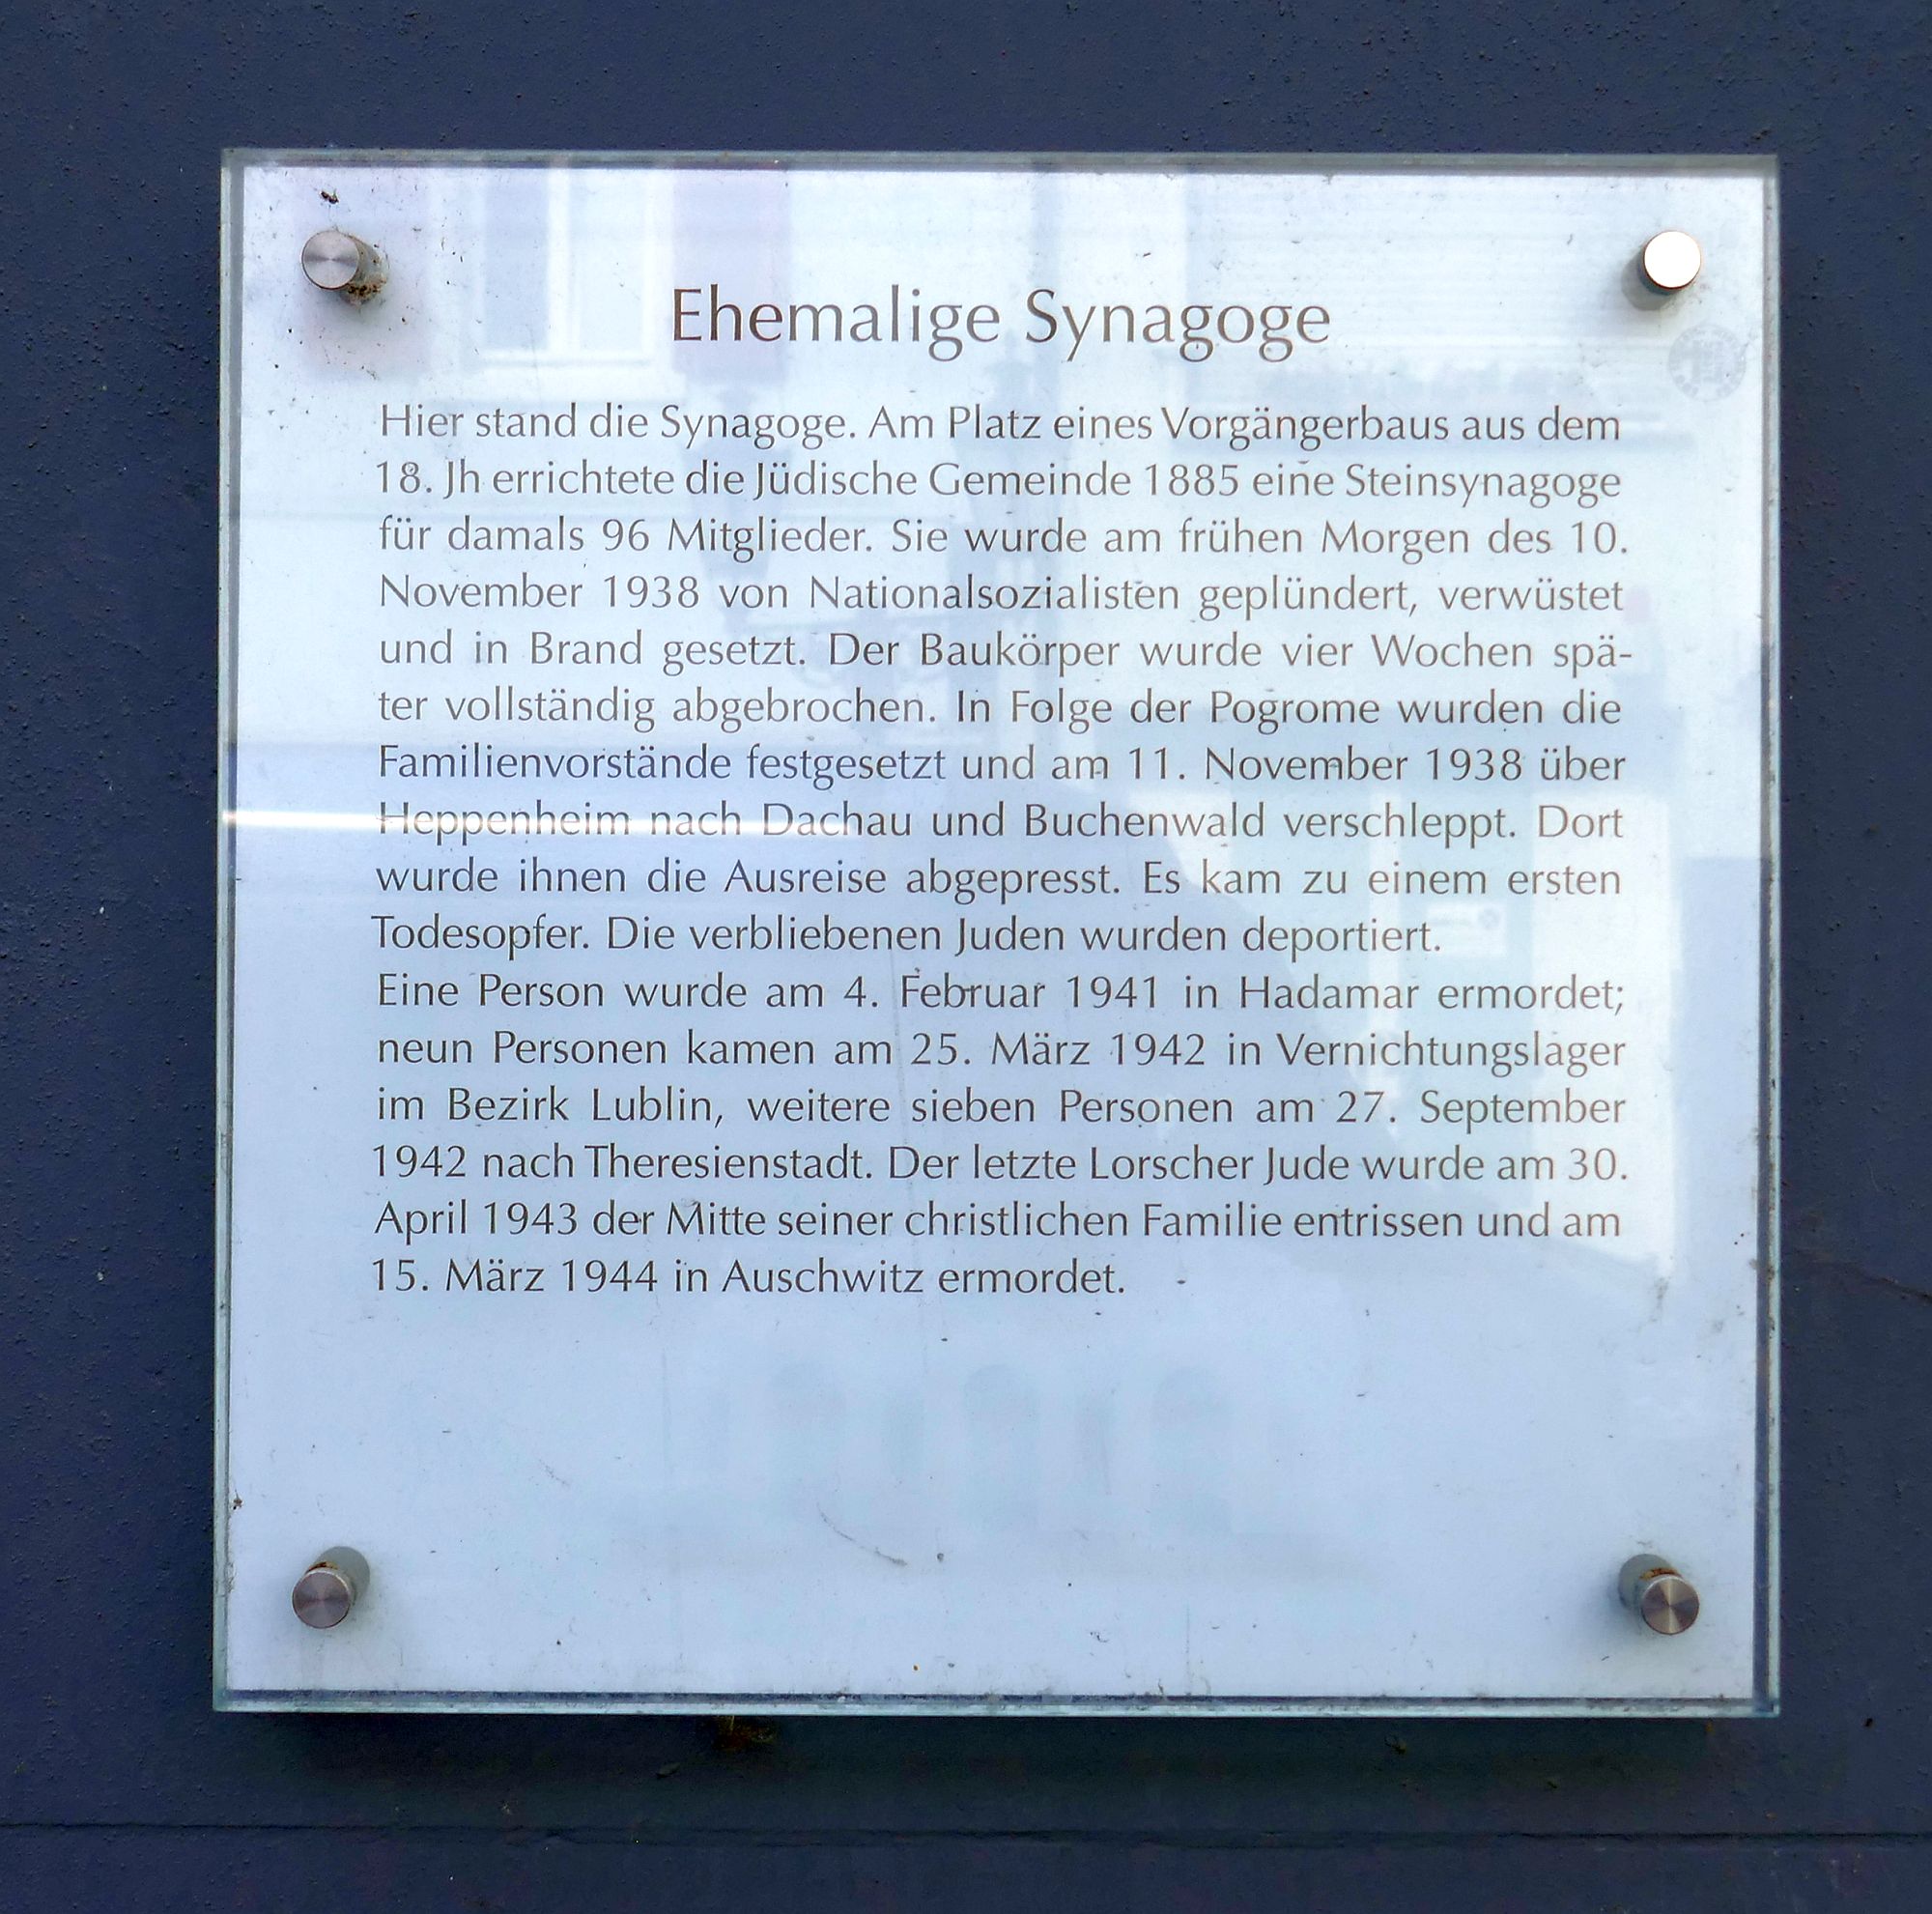 Ehemalige Synagoge
Hier stand die Synagoge. Am Platz eines Vorgängerbaus aus dem
18. Jh errichtete die Jüdische Gemeinde 1885 eine Steinsynagoge
für damals 96 Mitglieder. Sie wurde am frühen Morgen des 10.
November 1938 von Nationalsozialisten geplündert, verwüstet
und in Brand gesetzt. Der Baukörper wurde vier Wochen spä-
ter vollständig abgebrochen. In Folge der Pogrome wurden die
Familienvorstände festgesetzt und am 11. November 1938 über
Heppenheim nach Dachau und Buchenwald verschleppt. Dort
wurde ihnen die Ausreise abgepresst. Es kam zu einem ersten
Todesopfer. Die verbliebenen Juden wurden deportiert.
Eine Person wurde am 4. Februar 1941 in Hadamar ermordet;
neun Personen kamen am 25. März 1942 in Vernichtungslager
im Bezirk Lublin, weitere sieben Personen am 27. September
1942 nach Theresienstadt. Der letzte Lorscher Jude wurde am 30.
April 1943 der Mitte seiner christlichen Familie entrissen und am
15. März 1944 in Auschwitz ermordet.